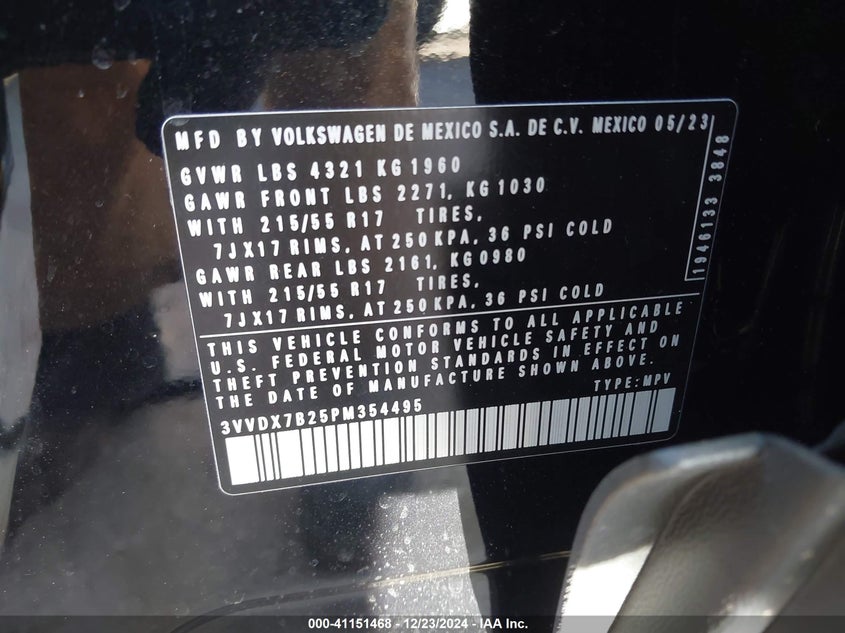 MFD BY VOLKSWAGEN DE MEXICO S.A. DE C.V. MEXICO 05/23
GVWR LBS 4321 KG 1960
GAWR FRONT LBS 2271, KG 1030
WITH 215/55 R17 TIRES,
7JX17 RIMS, AT 250 KPA, 36 PSI COLD
GAWR REAR LBS 2161, KG0980
WITH 215/55 R17 TIRES,
7JX17 RIMS, AT 250 KPA, 36 PSI COLD
1946133 3848
THIS VEHICLE CONFORMS TO ALL APPLICABLE
U.S. FEDERAL MOTOR VEHICLE SAFETY AND
THEFT PREVENTION STANDARDS IN EFFECT ON
THE DATE OF MANUFACTURE SHOWN ABOVE.
TYPE:MPV
3VVDX7B25PM354495
000-41151468 - 12/23/2024 - IAA Inc.